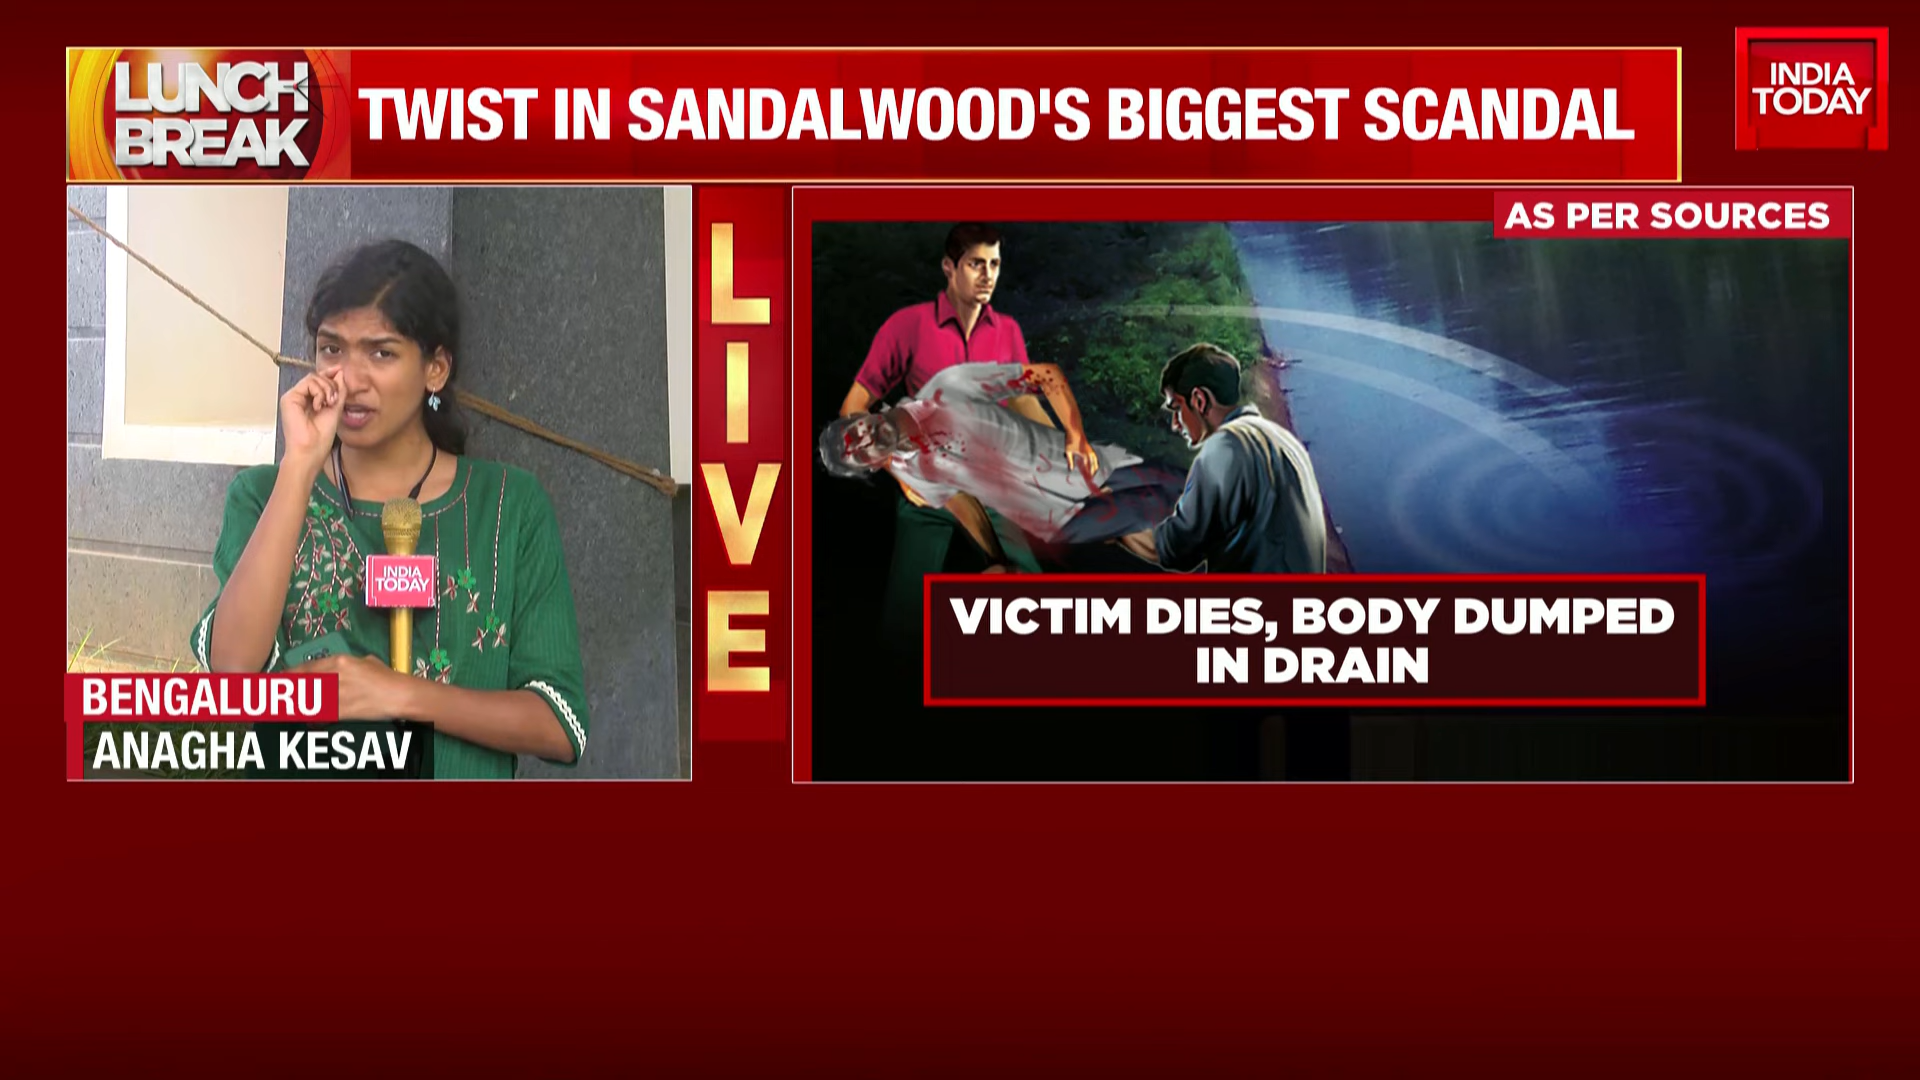 LUNCH
BREAK
TWIST IN SANDALWOOD'S BIGGEST SCANDAL
INDIA
TODAY
AS PER SOURCES
LIVE
INDIA
TODAY
VICTIM DIES, BODY DUMPED
IN DRAIN
BENGALURU
ANAGHA KESAV